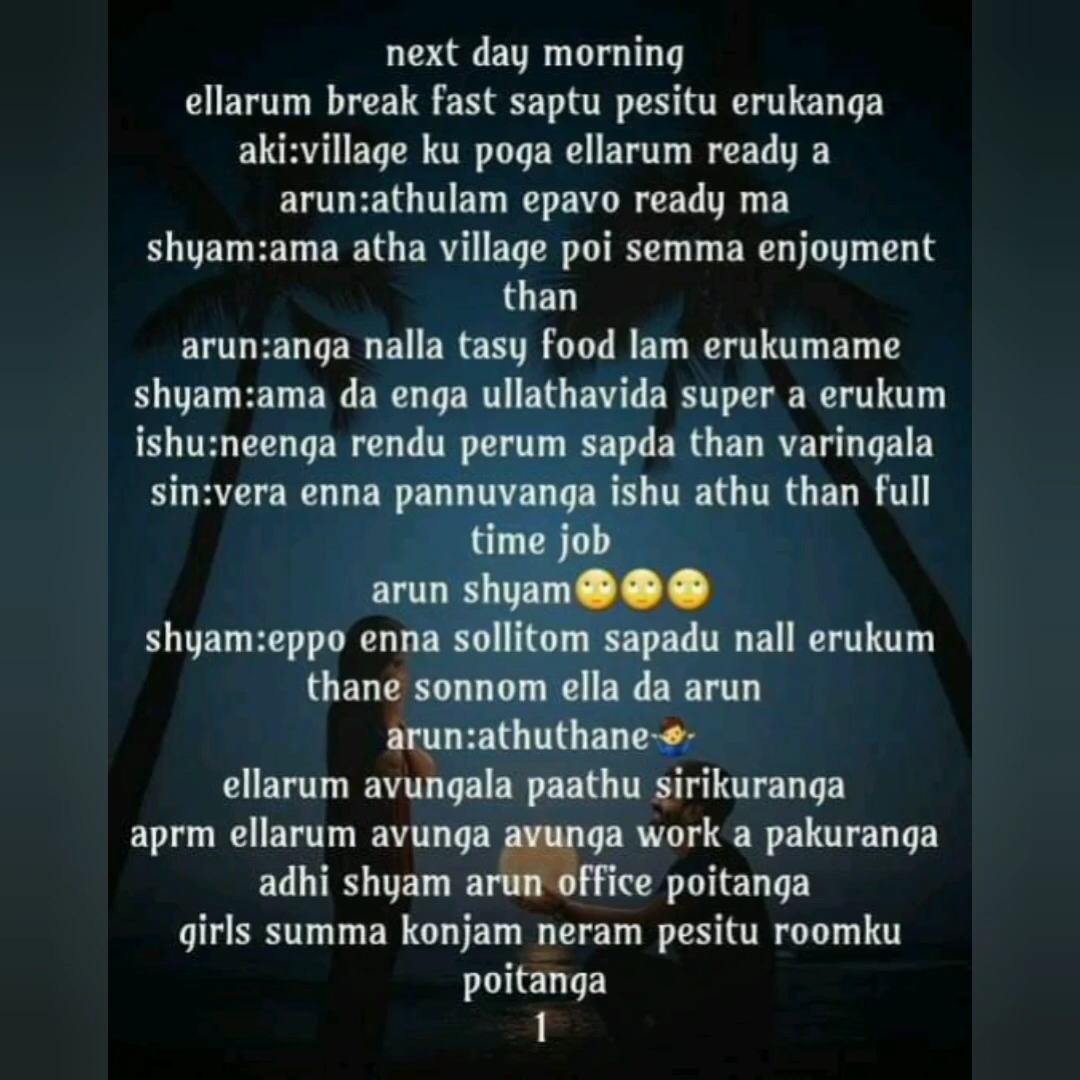 next day morning
ellarum break fast saptu pesitu erukanga
aki:village ku poga ellarum ready a
arun:athulam epavo ready ma
shyam:ama atha village poi semma enjoyment
than
arun:anga nalla tasy food lam erukumame
shyam:ama da enga ullathavida super a erukum
ishu:neenga rendu perum sapda than varingala
sin:vera enna pannuvanga ishu athu than full
time job
arun shyam🙄🙄🙄
shyam:eppo enna sollitom sapadu nall erukum
thane sonnom ella da arun
arun:athuthane🤷‍♂️
ellarum avungala paathu sirikuranga
aprm ellarum avunga avunga work a pakuranga
adhi shyam arun office poitanga
girls summa konjam neram pesitu roomku
poitanga
1